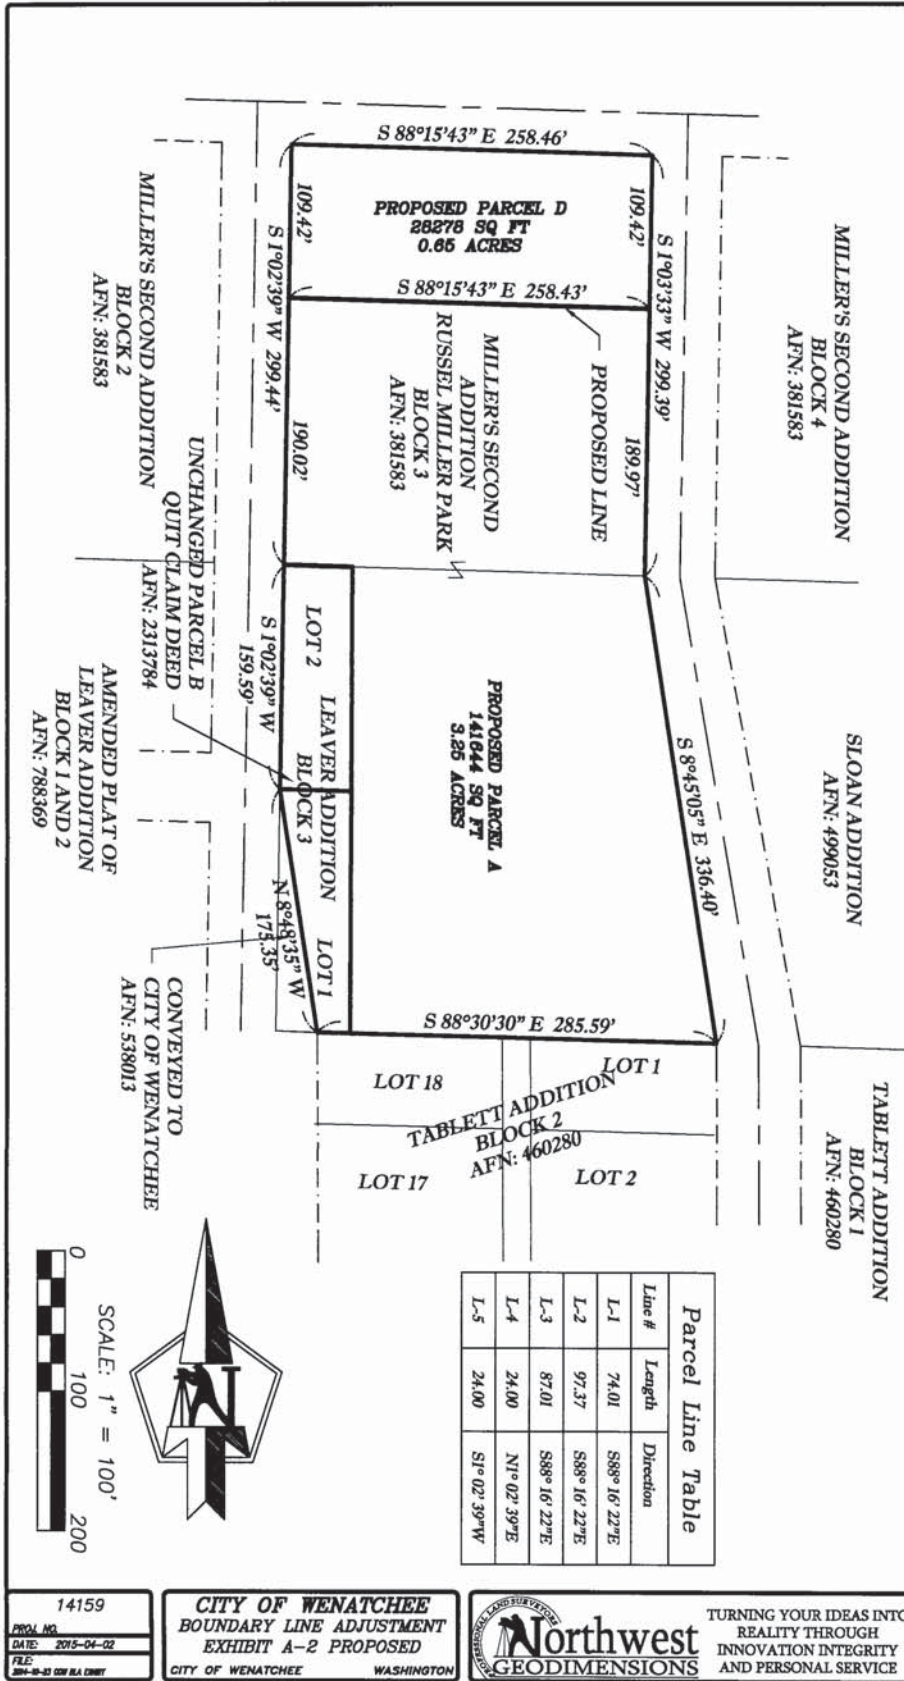 S 88°15'43" E 258.46'
109.42'
PROPOSED PARCEL D
28278 SQ FT
0.65 ACRES
109.42'
S 1°02'39" W 299.44'
S 1°03'33" W 299.39'
S 88°15'43" E 258.43'
MILLER'S SECOND ADDITION
BLOCK 2
AFN: 381583
MILLER'S SECOND ADDITION
BLOCK 4
AFN: 381583
190.02'
MILLER'S SECOND
ADDITION
RUSSEL MILLER PARK
BLOCK 3
AFN: 381583
PROPOSED LINE
189.97'
UNCHANGED PARCEL B
QUIT CLAIM DEED
AFN: 2313784
S 1°02'39" W
159.59'
LOT 2
LEAVER ADDITION
BLOCK 3
LOT 1
PROPOSED PARCEL A
141644 SQ FT
3.25 ACRES
S 8°45'05" E 336.40'
SLOAN ADDITION
AFN: 499053
AMENDED PLAT OF
LEAVER ADDITION
BLOCK 1 AND 2
AFN: 788369
N 8°48'35" W
175.35'
CONVEYED TO
CITY OF WENATCHEE
AFN: 538013
S 88°30'30" E 285.59'
LOT 18
LOT 1
TABLETT ADDITION
BLOCK 2
AFN: 460280
LOT 17
LOT 2
TABLETT ADDITION
BLOCK 1
AFN: 460280
0 100 200
SCALE: 1" = 100'
Parcel Line Table
Line # Length Direction
L-1 74.01 S88° 16' 22"E
L-2 97.37 S88° 16' 22"E
L-3 87.01 S88° 16' 22"E
L-4 24.00 N1° 02' 39"E
L-5 24.00 S1° 02' 39"W
14159
PROJ. NO.
DATE: 2015-04-02
FILE:
CITY OF WENATCHEE
BOUNDARY LINE ADJUSTMENT
EXHIBIT A-2 PROPOSED
CITY OF WENATCHEE WASHINGTON
PROFESSIONAL LAND SURVEYORS
Northwest
GEODIMENSIONS
TURNING YOUR IDEAS INTO
REALITY THROUGH
INNOVATION INTEGRITY
AND PERSONAL SERVICE